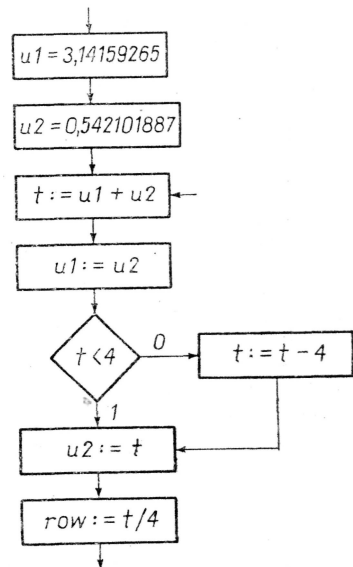 u1=3,14159265
u2=0,542101887
t:=u1+u2
u1:=u2
t<4
0
t:=t-4
1
u2:=t
row:=t/4